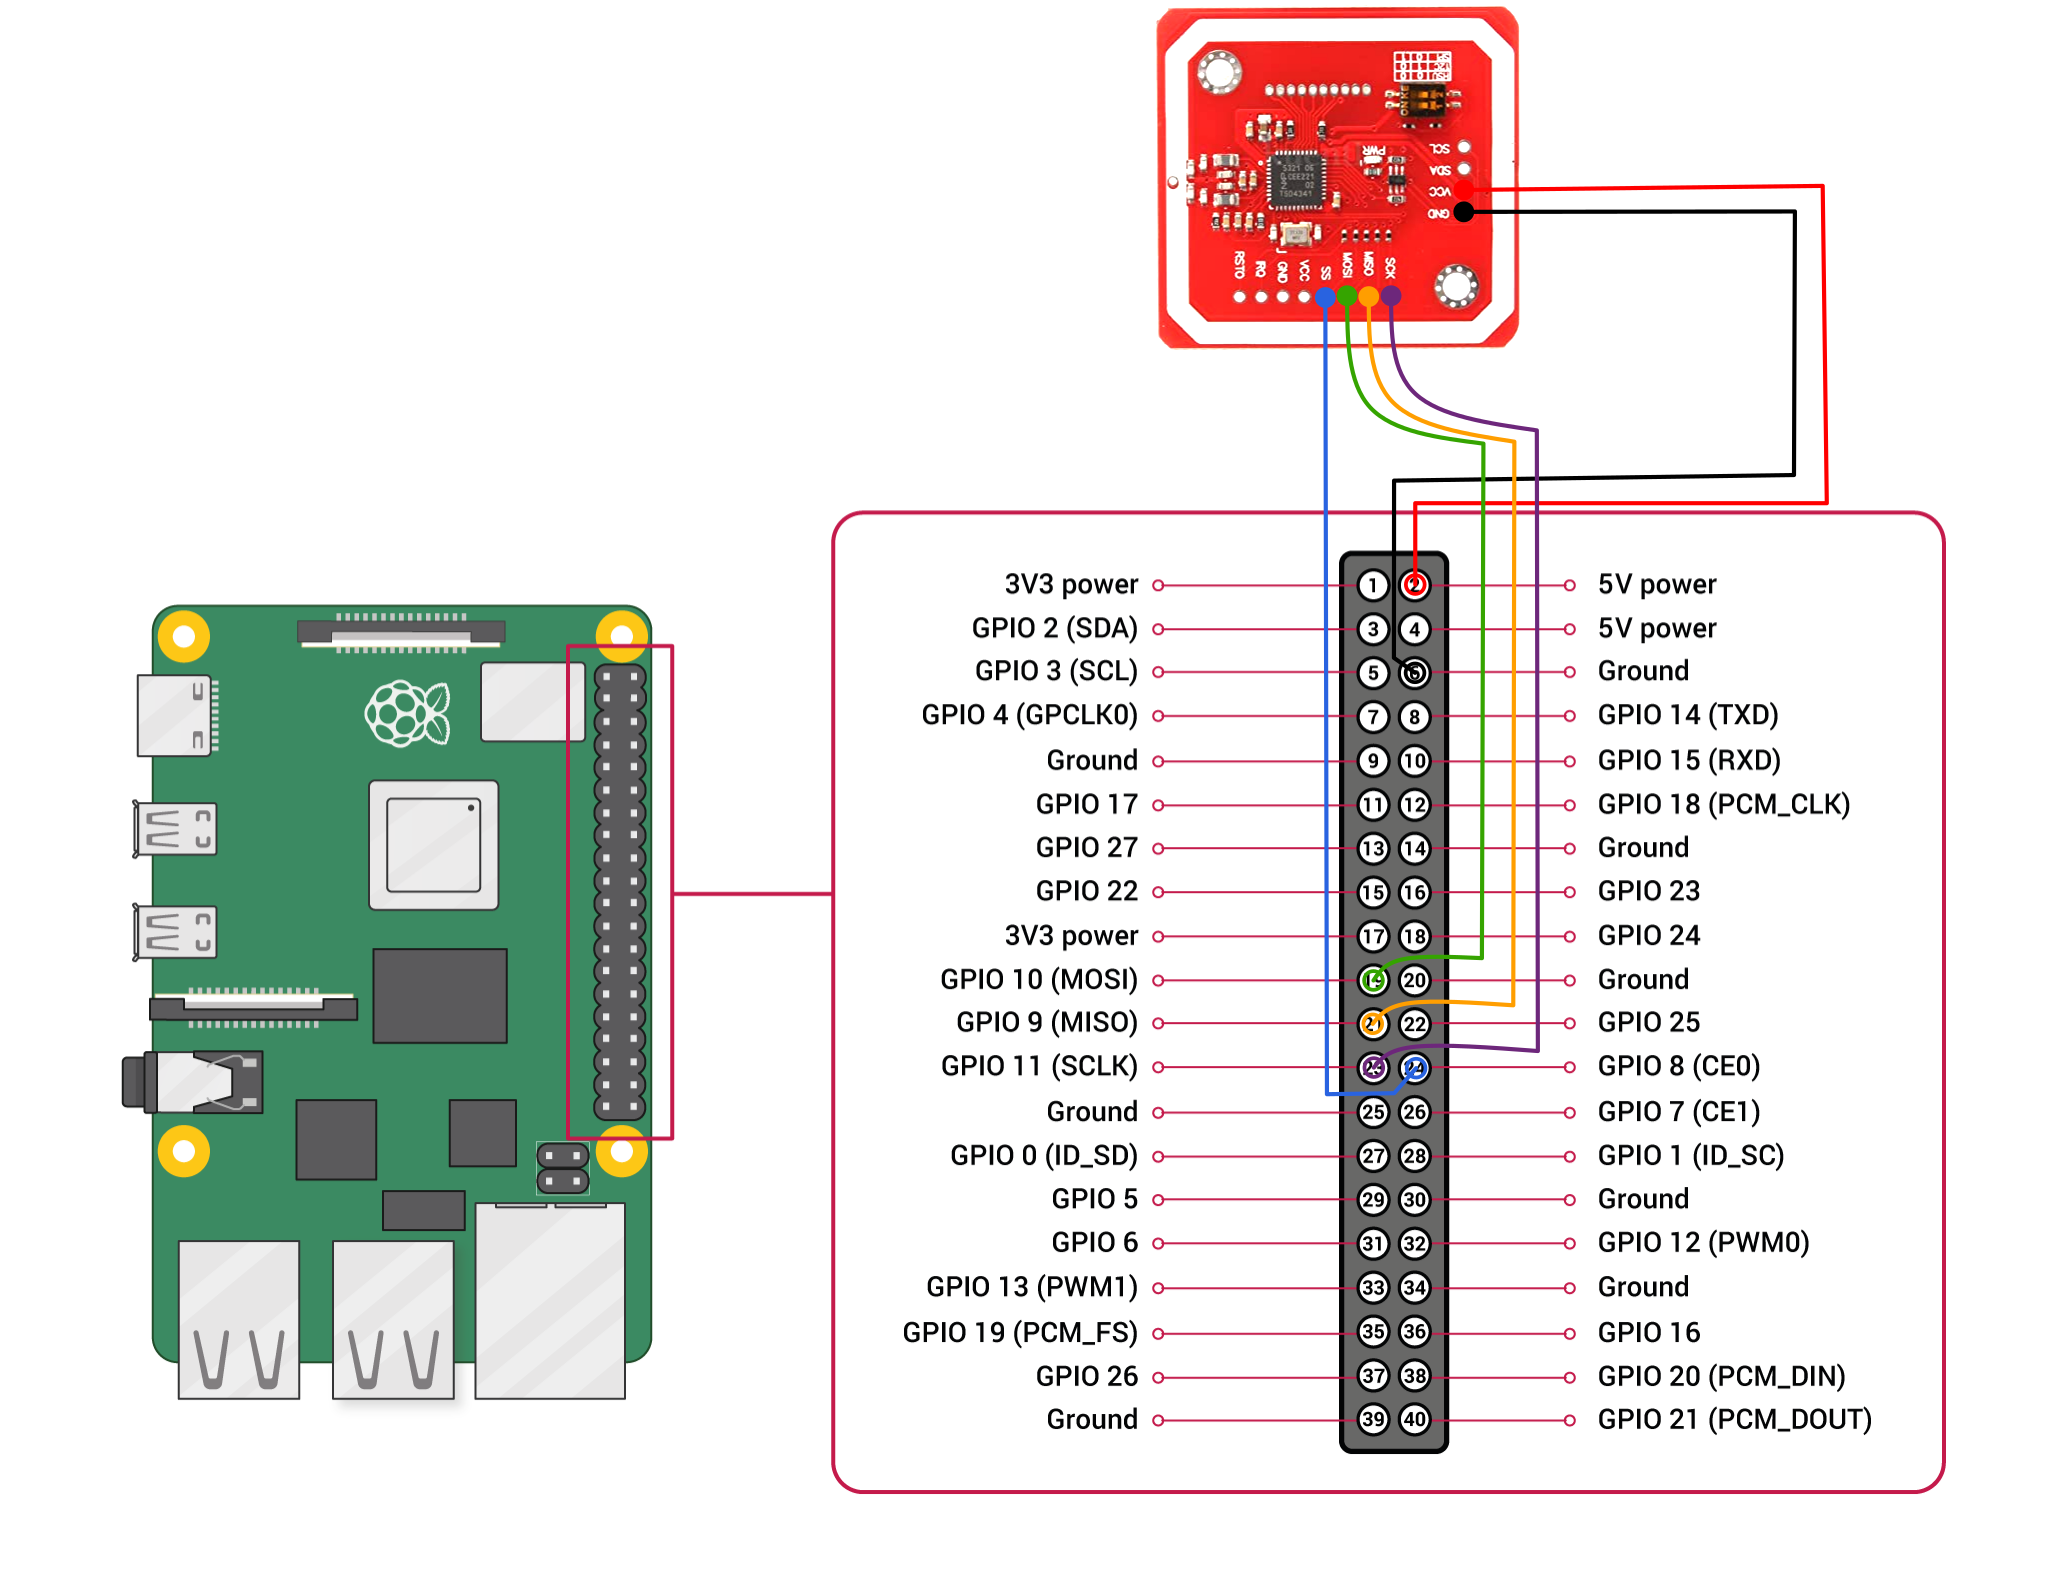 SCL
SDA
VCC
GND
PWR
S321 06
TSD4341
RSTO
IRQ
GND
VCC
SS
MOSI
MISO
SCK
3V3 power 1 2 5V power
GPIO 2 (SDA) 3 4 5V power
GPIO 3 (SCL) 5 6 Ground
GPIO 4 (GPCLK0) 7 8 GPIO 14 (TXD)
Ground 9 10 GPIO 15 (RXD)
GPIO 17 11 12 GPIO 18 (PCM_CLK)
GPIO 27 13 14 Ground
GPIO 22 15 16 GPIO 23
3V3 power 17 18 GPIO 24
GPIO 10 (MOSI) 19 20 Ground
GPIO 9 (MISO) 21 22 GPIO 25
GPIO 11 (SCLK) 23 24 GPIO 8 (CE0)
Ground 25 26 GPIO 7 (CE1)
GPIO 0 (ID_SD) 27 28 GPIO 1 (ID_SC)
GPIO 5 29 30 Ground
GPIO 6 31 32 GPIO 12 (PWM0)
GPIO 13 (PWM1) 33 34 Ground
GPIO 19 (PCM_FS) 35 36 GPIO 16
GPIO 26 37 38 GPIO 20 (PCM_DIN)
Ground 39 40 GPIO 21 (PCM_DOUT)